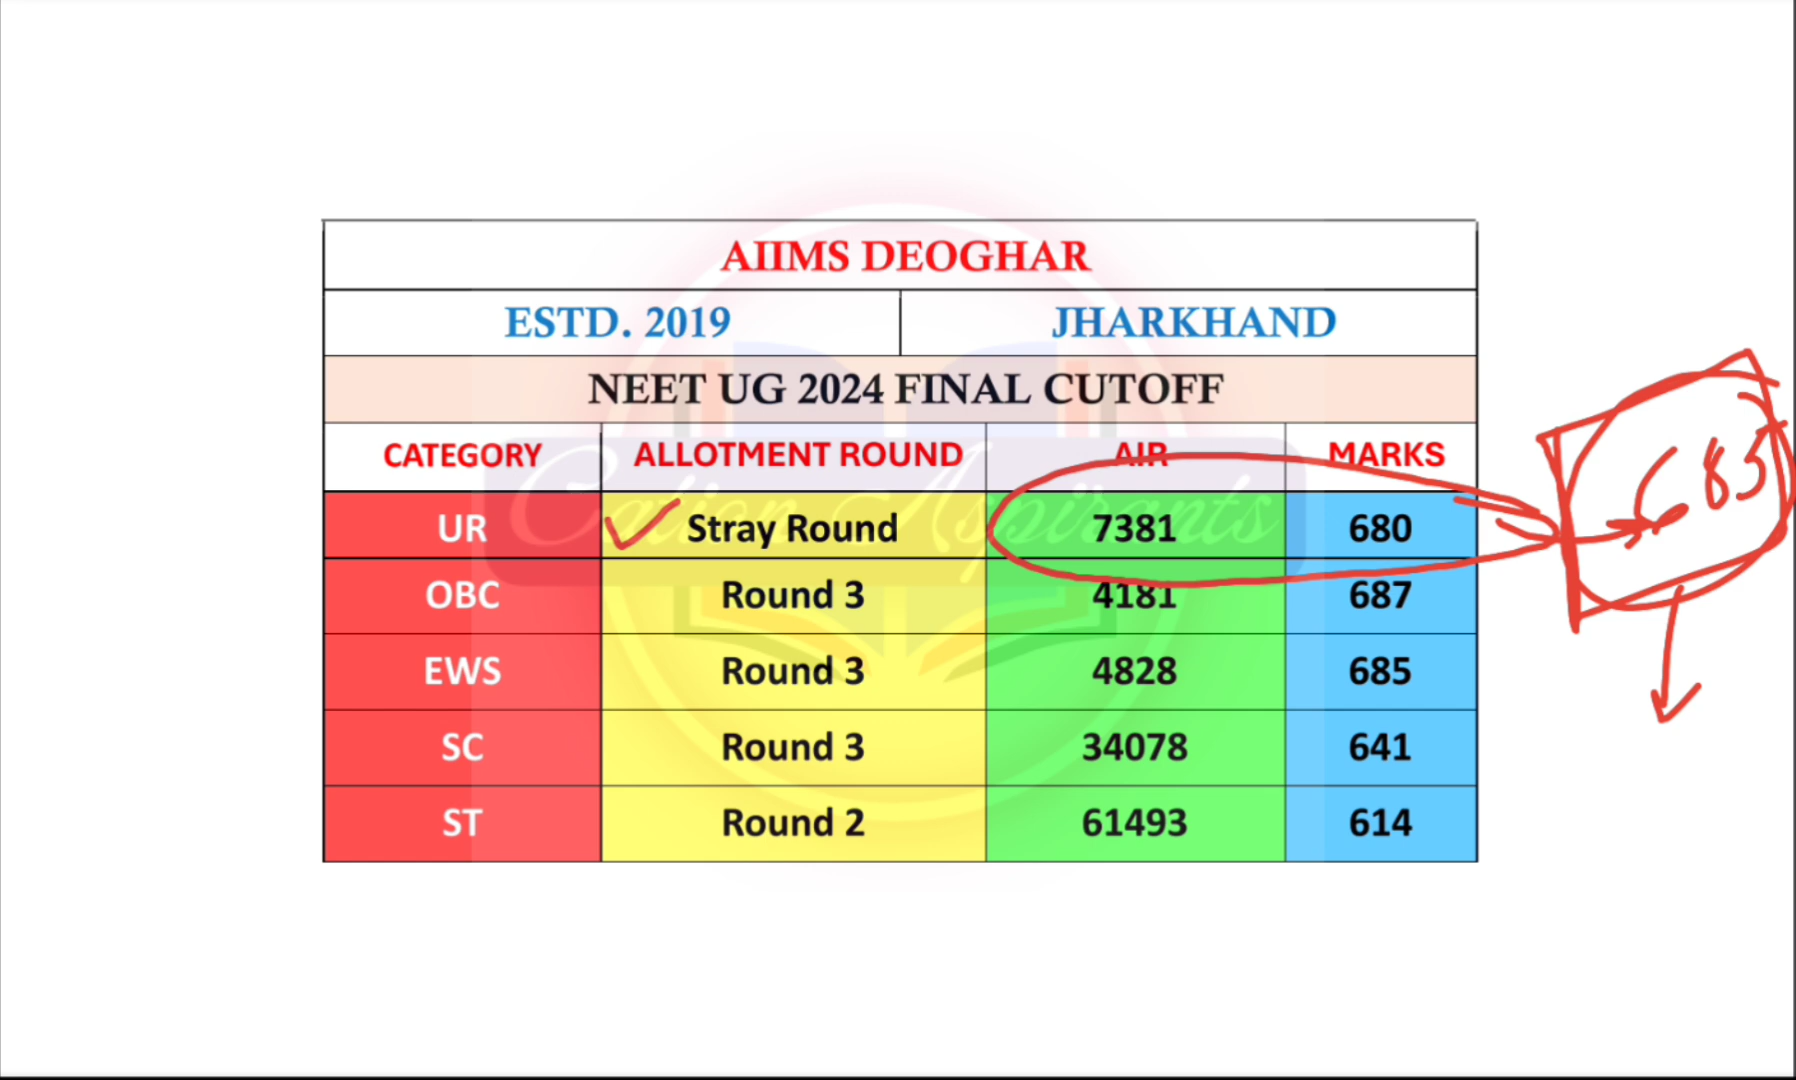 AIIMS DEOGHAR
ESTD. 2019 JHARKHAND
NEET UG 2024 FINAL CUTOFF
CATEGORY ALLOTMENT ROUND AIR MARKS
UR Stray Round 7381 680
685
OBC Round 3 4181 687
EWS Round 3 4828 685
SC Round 3 34078 641
ST Round 2 61493 614